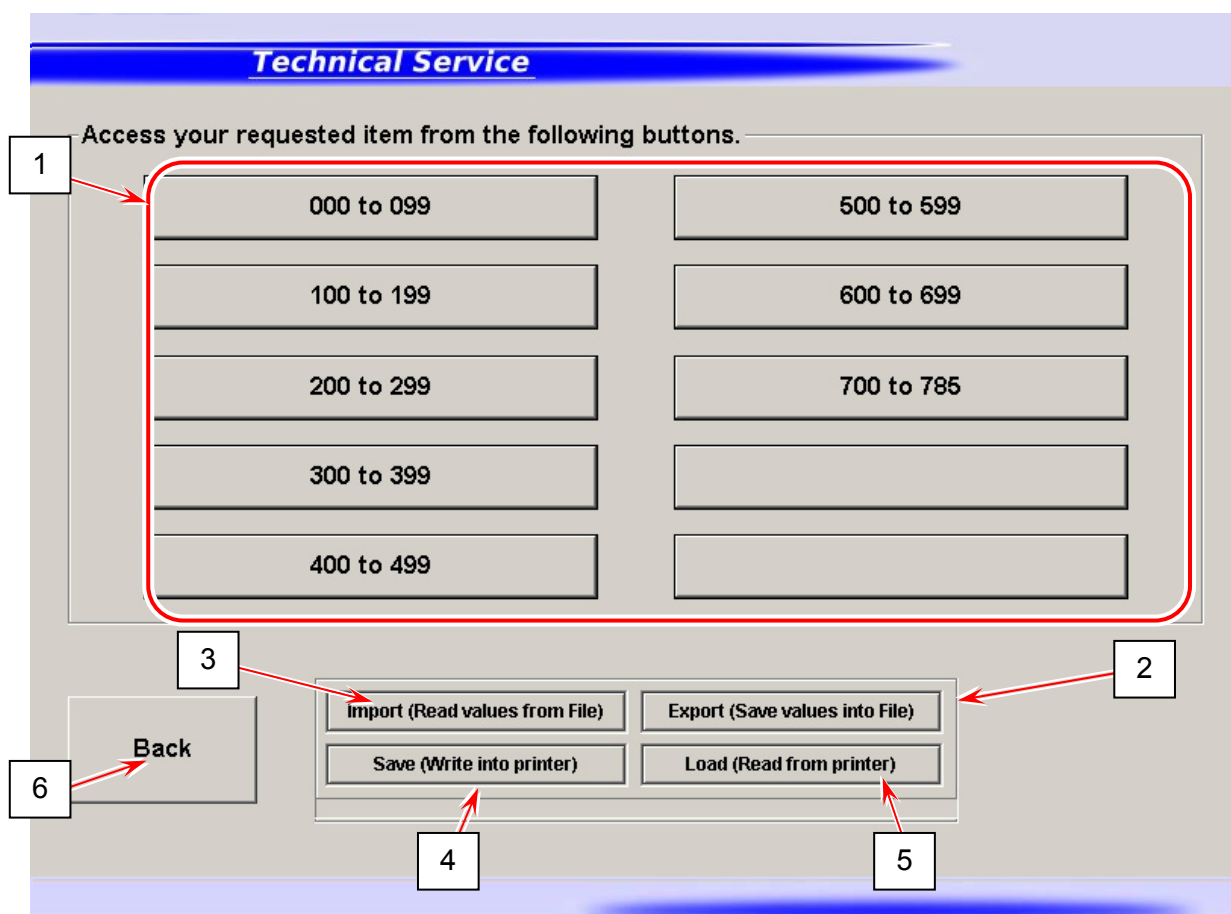 Technical Service
Access your requested item from the following buttons.
1
000 to 099
500 to 599
100 to 199
600 to 699
200 to 299
700 to 785
300 to 399
400 to 499
3
2
Import (Read values from File)
Export (Save values into File)
Back
Save (Write into printer)
Load (Read from printer)
6
4
5